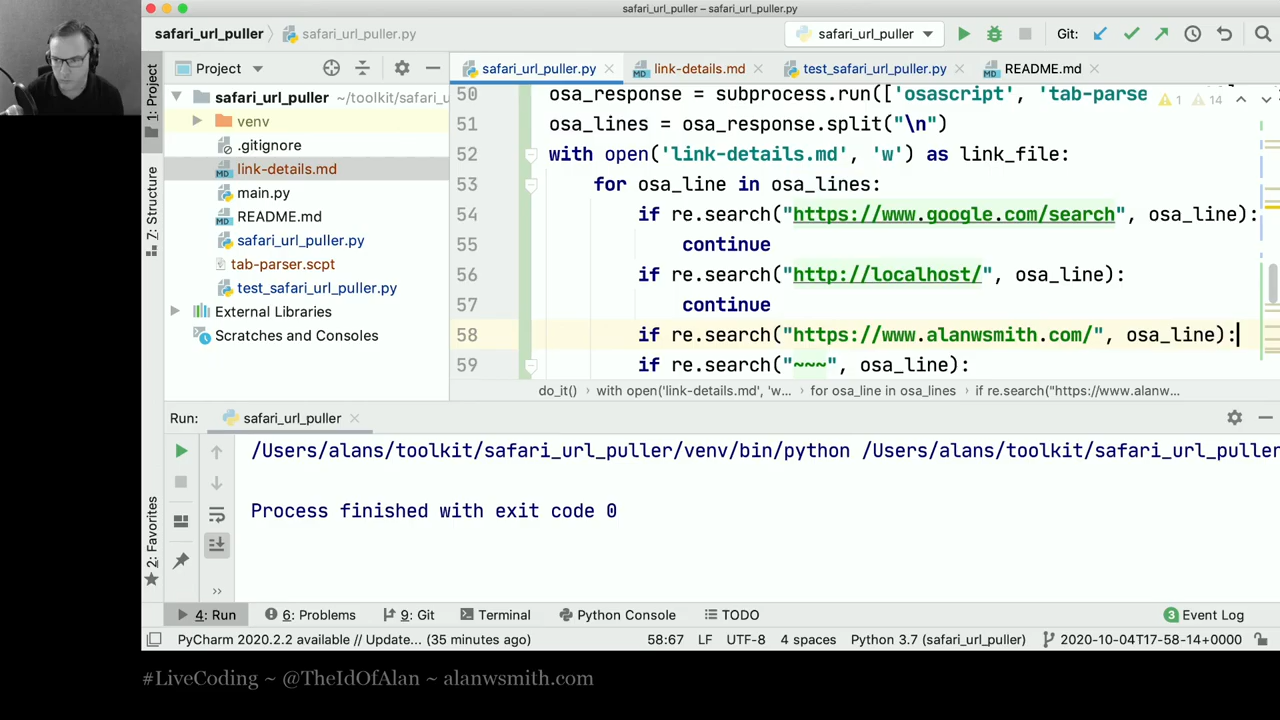 safari_url_puller – safari_url_puller.py
safari_url_puller
safari_url_puller.py
safari_url_puller
Git:
1: Project
Z: Structure
2: Favorites
Project
safari_url_puller ~/toolkit/safari_u
venv
.gitignore
link-details.md
main.py
README.md
safari_url_puller.py
tab-parser.scpt
test_safari_url_puller.py
External Libraries
Scratches and Consoles
safari_url_puller.py
link-details.md
test_safari_url_puller.py
README.md
1 14
50 osa_response = subprocess.run(['osascript', 'tab-parse
51 osa_lines = osa_response.split("\n")
52 with open('link-details.md', 'w') as link_file:
53 for osa_line in osa_lines:
54 if re.search("https://www.google.com/search", osa_line):
55 continue
56 if re.search("http://localhost/", osa_line):
57 continue
58 if re.search("https://www.alanwsmith.com/", osa_line):
59 if re.search("~~~", osa_line):
do_it() › with open('link-details.md', 'w... › for osa_line in osa_lines › if re.search("https://www.alanw...
Run: safari_url_puller
/Users/alans/toolkit/safari_url_puller/venv/bin/python /Users/alans/toolkit/safari_url_puller
Process finished with exit code 0
4: Run 6: Problems 9: Git Terminal Python Console TODO
3 Event Log
PyCharm 2020.2.2 available // Update... (35 minutes ago)
58:67 LF UTF-8 4 spaces Python 3.7 (safari_url_puller) 2020-10-04T17-58-14+0000
#LiveCoding ~ @TheIdOfAlan ~ alanwsmith.com